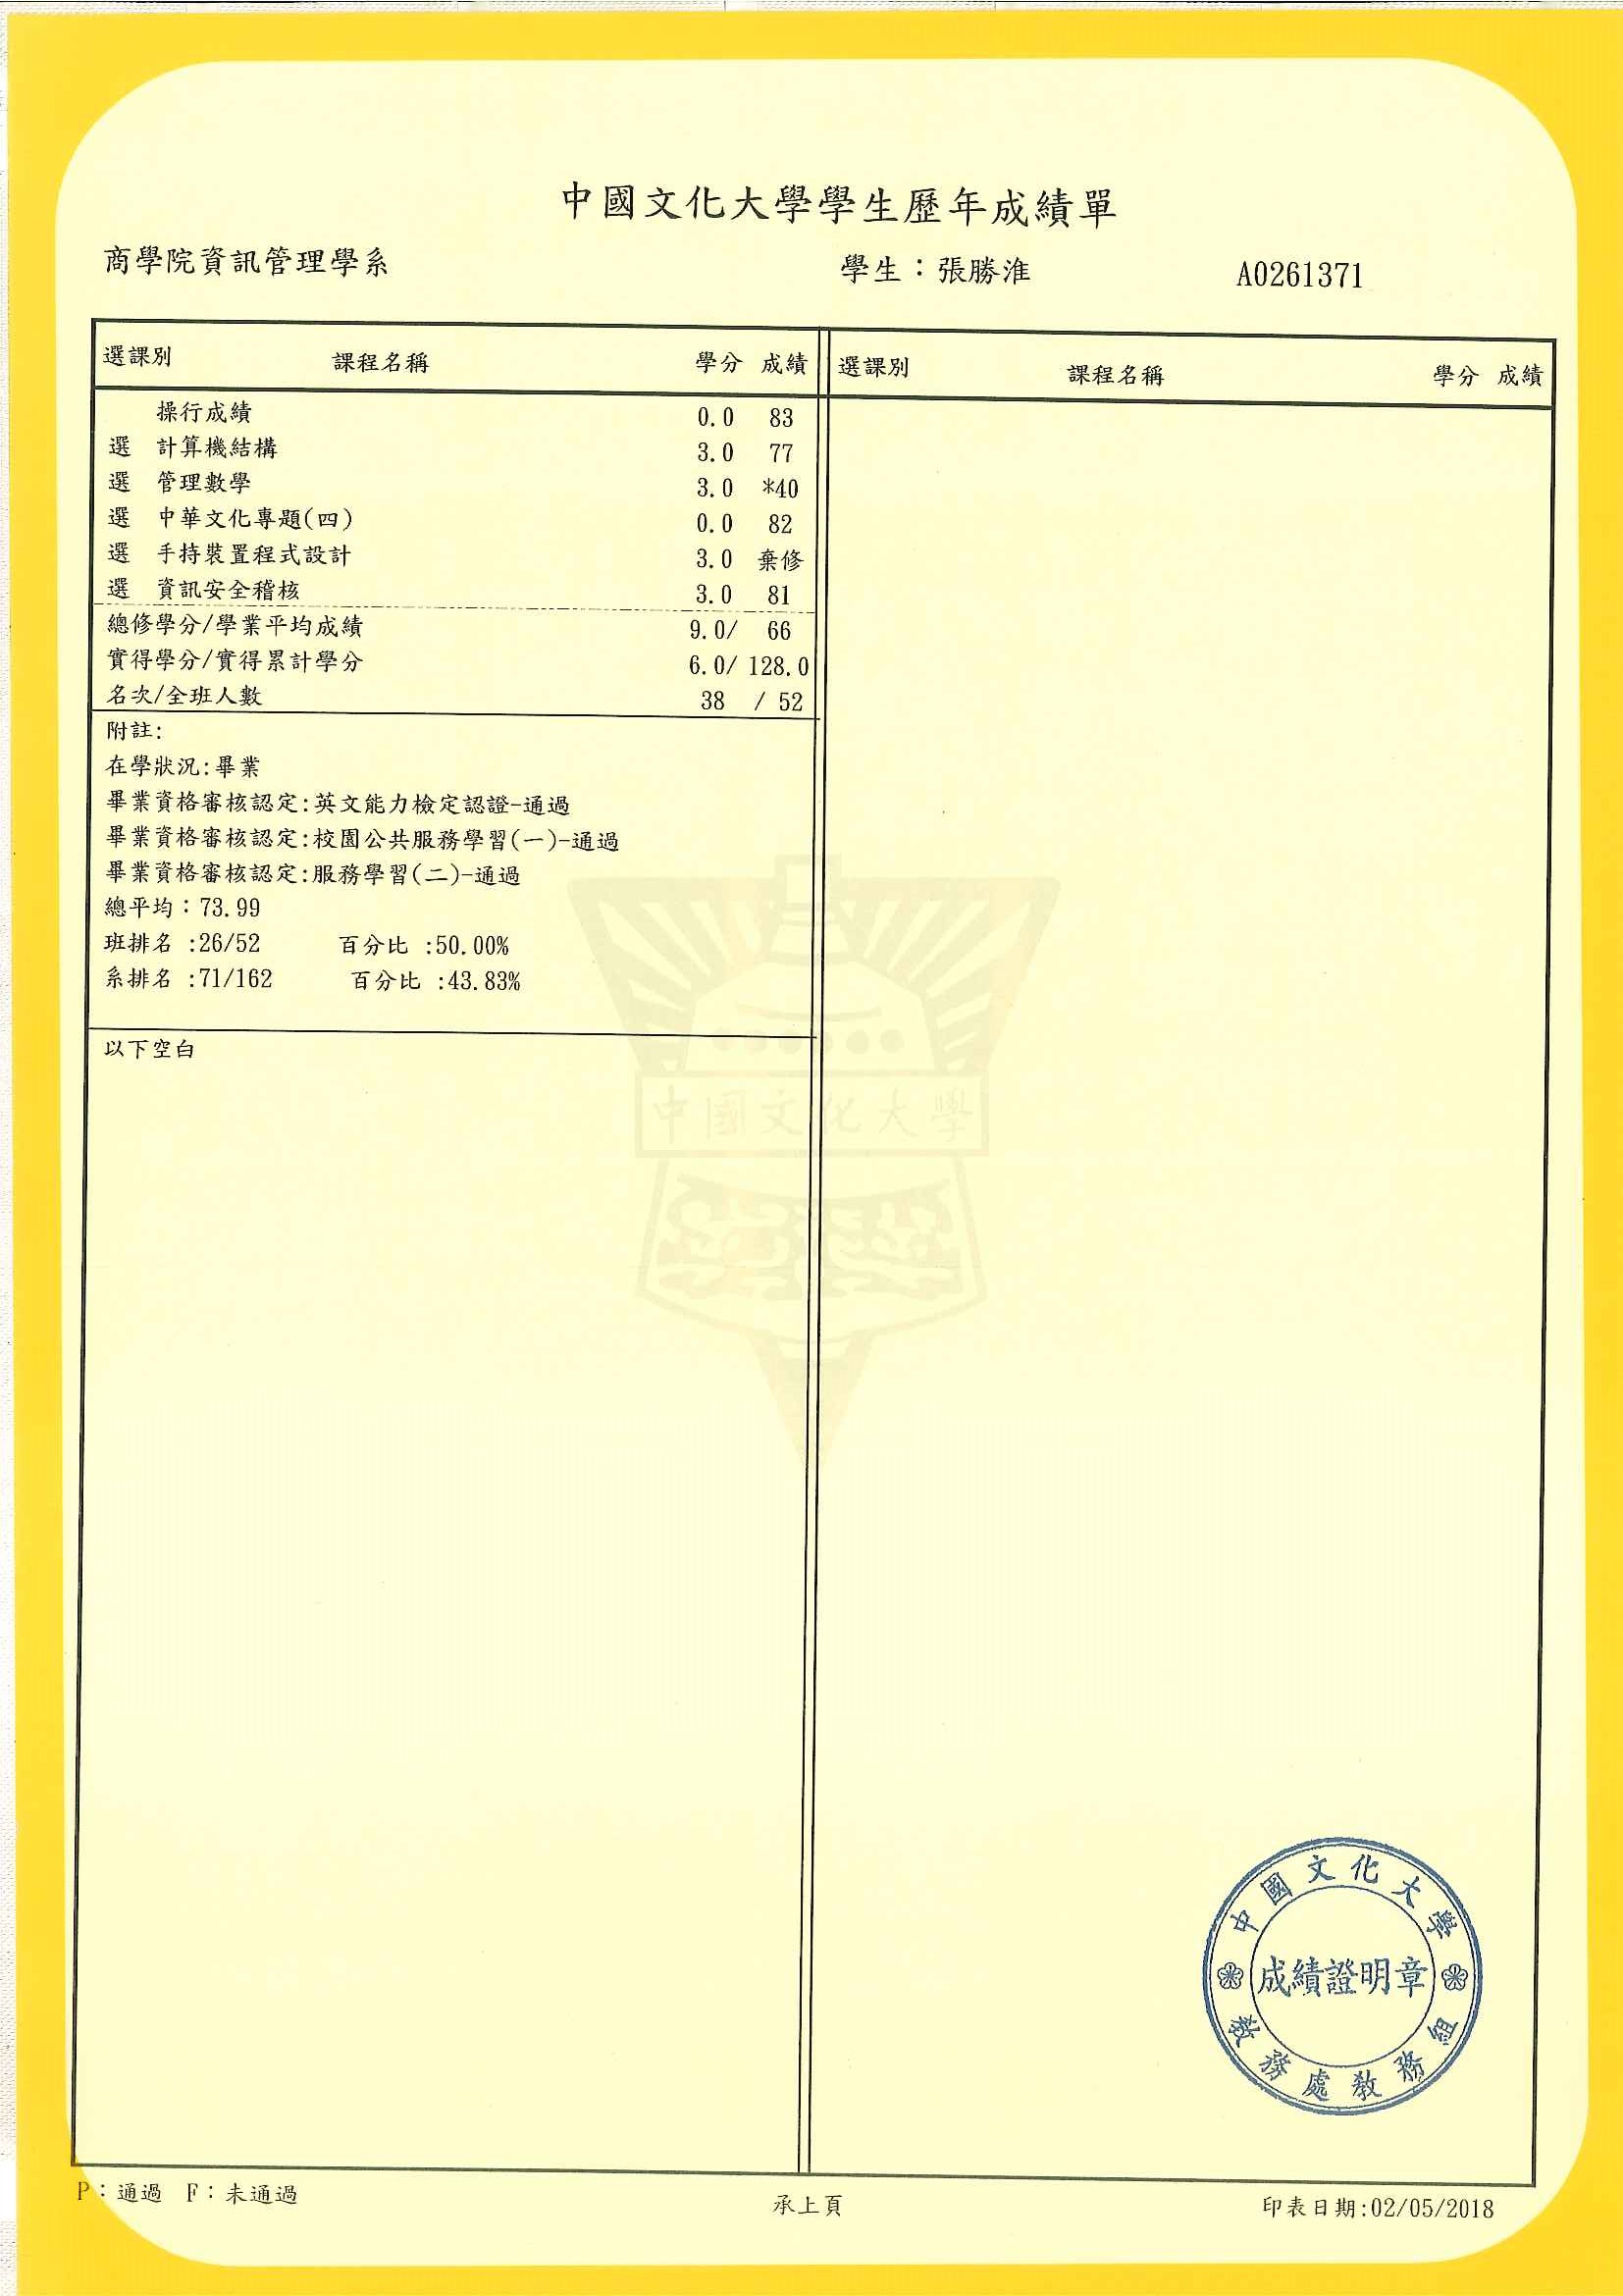 中國文化大學學生歷年成績單
商學院資訊管理學系 學生：張勝淮 A0261371
選課別 課程名稱 學分 成績 選課別 課程名稱 學分 成績
操行成績 0.0 83
選 計算機結構 3.0 77
選 管理數學 3.0 *40
選 中華文化專題(四) 0.0 82
選 手持裝置程式設計 3.0 棄修
選 資訊安全稽核 3.0 81
總修學分/學業平均成績 9.0/ 66
實得學分/實得累計學分 6.0/ 128.0
名次/全班人數 38 / 52
附註:
在學狀況:畢業
畢業資格審核認定:英文能力檢定認證-通過
畢業資格審核認定:校園公共服務學習(一)-通過
畢業資格審核認定:服務學習(二)-通過
總平均：73.99
班排名 :26/52 百分比 :50.00%
系排名 :71/162 百分比 :43.83%
以下空白
中國文化大學
中國文化大學
成績證明章
教務處教務組
P：通過 F：未通過 承上頁 印表日期:02/05/2018